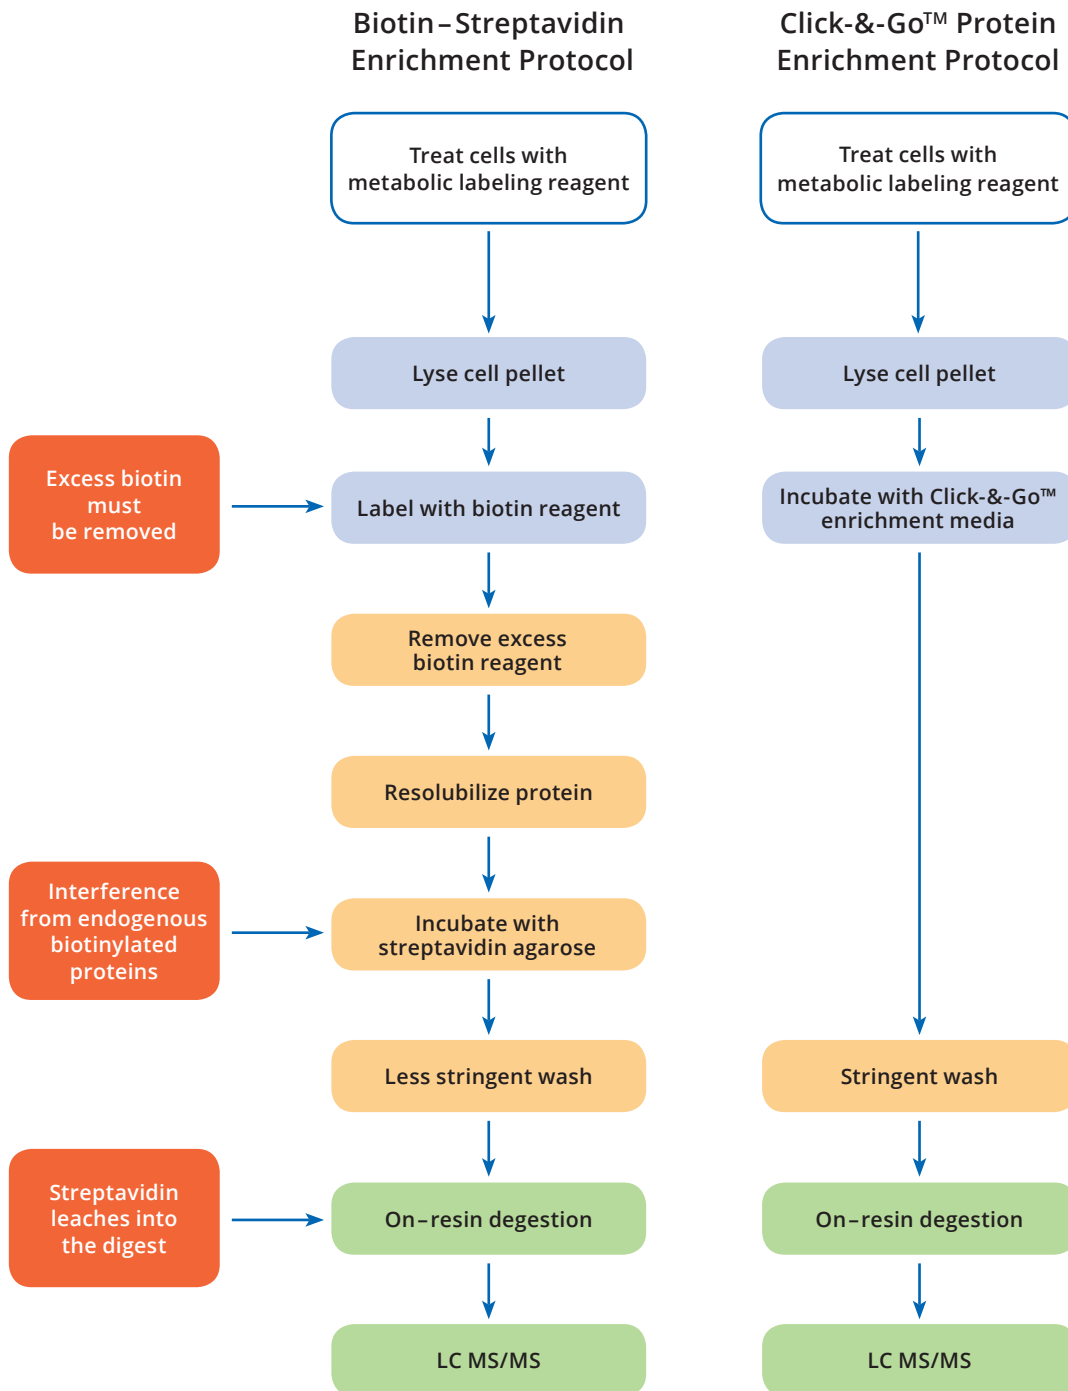 Biotin–Streptavidin
Enrichment Protocol
Click-&-Go™ Protein
Enrichment Protocol
Treat cells with
metabolic labeling reagent
Treat cells with
metabolic labeling reagent
Lyse cell pellet
Lyse cell pellet
Excess biotin
must
be removed
Label with biotin reagent
Incubate with Click-&-Go™
enrichment media
Remove excess
biotin reagent
Resolubilize protein
Interference
from endogenous
biotinylated
proteins
Incubate with
streptavidin agarose
Less stringent wash
Stringent wash
Streptavidin
leaches into
the digest
On–resin degestion
On–resin degestion
LC MS/MS
LC MS/MS